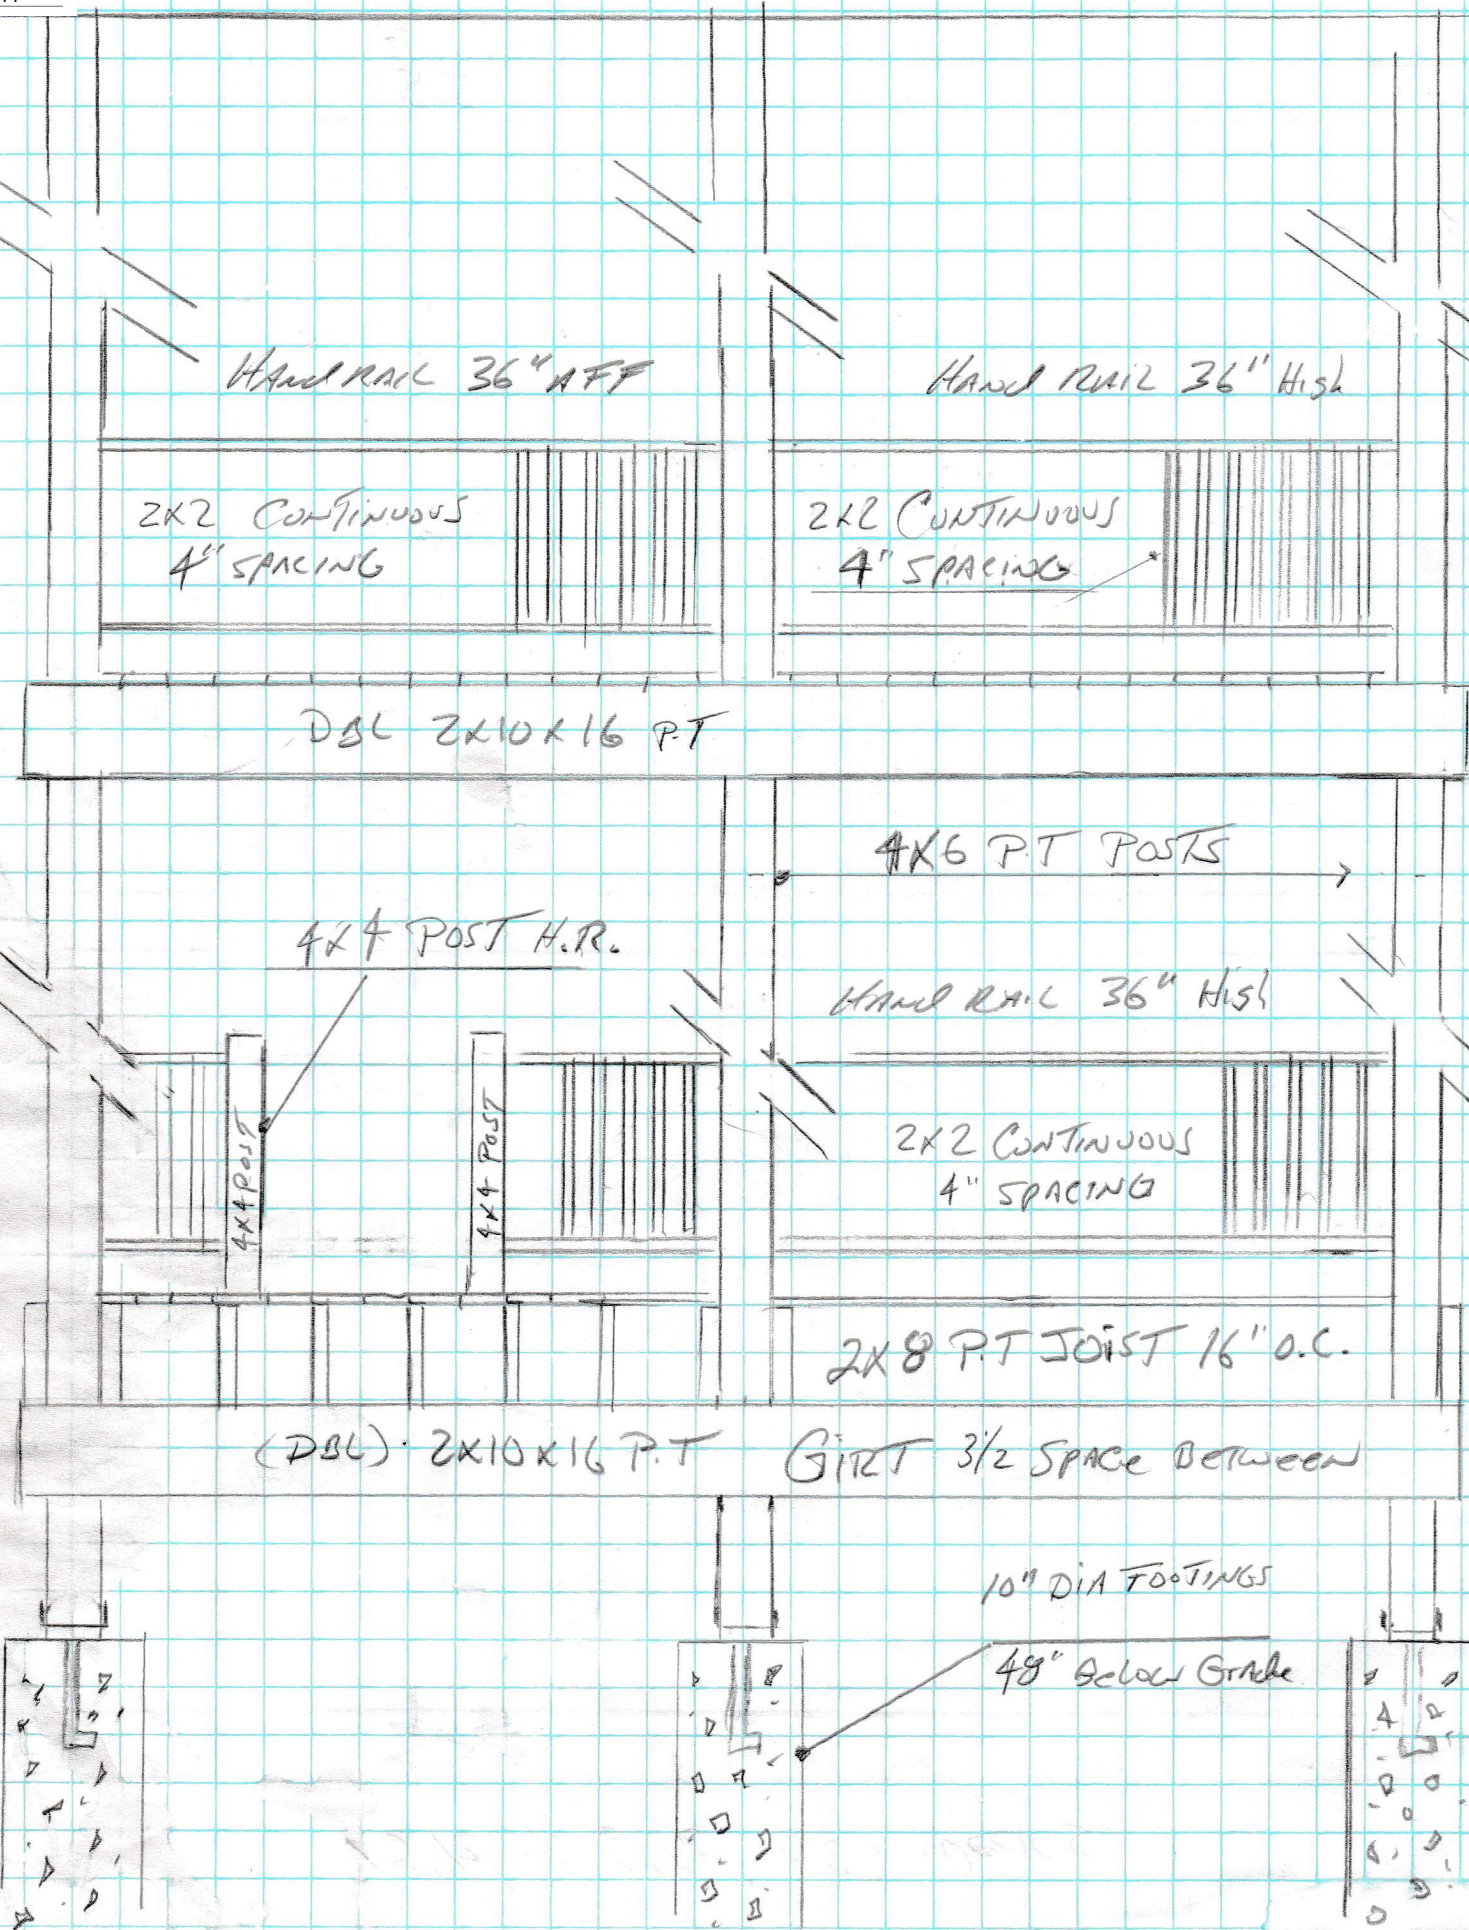 HAND RAIL 36" AFF
HAND RAIL 36" HIGH
2X2 CONTINUOUS
4" SPACING
2X2 CONTINUOUS
4" SPACING
DBL 2X10X16 P.T
4X6 P.T POSTS
4X4 POST H.R.
HAND RAIL 36" HIGH
4X4 POST
4X4 POST
2X2 CONTINUOUS
4" SPACING
2X8 P.T JOIST 16" O.C.
(DBL). 2X10X16 P.T GIRT 3 1/2 SPACE BETWEEN
10" DIA FOOTINGS
48" BELOW GRADE